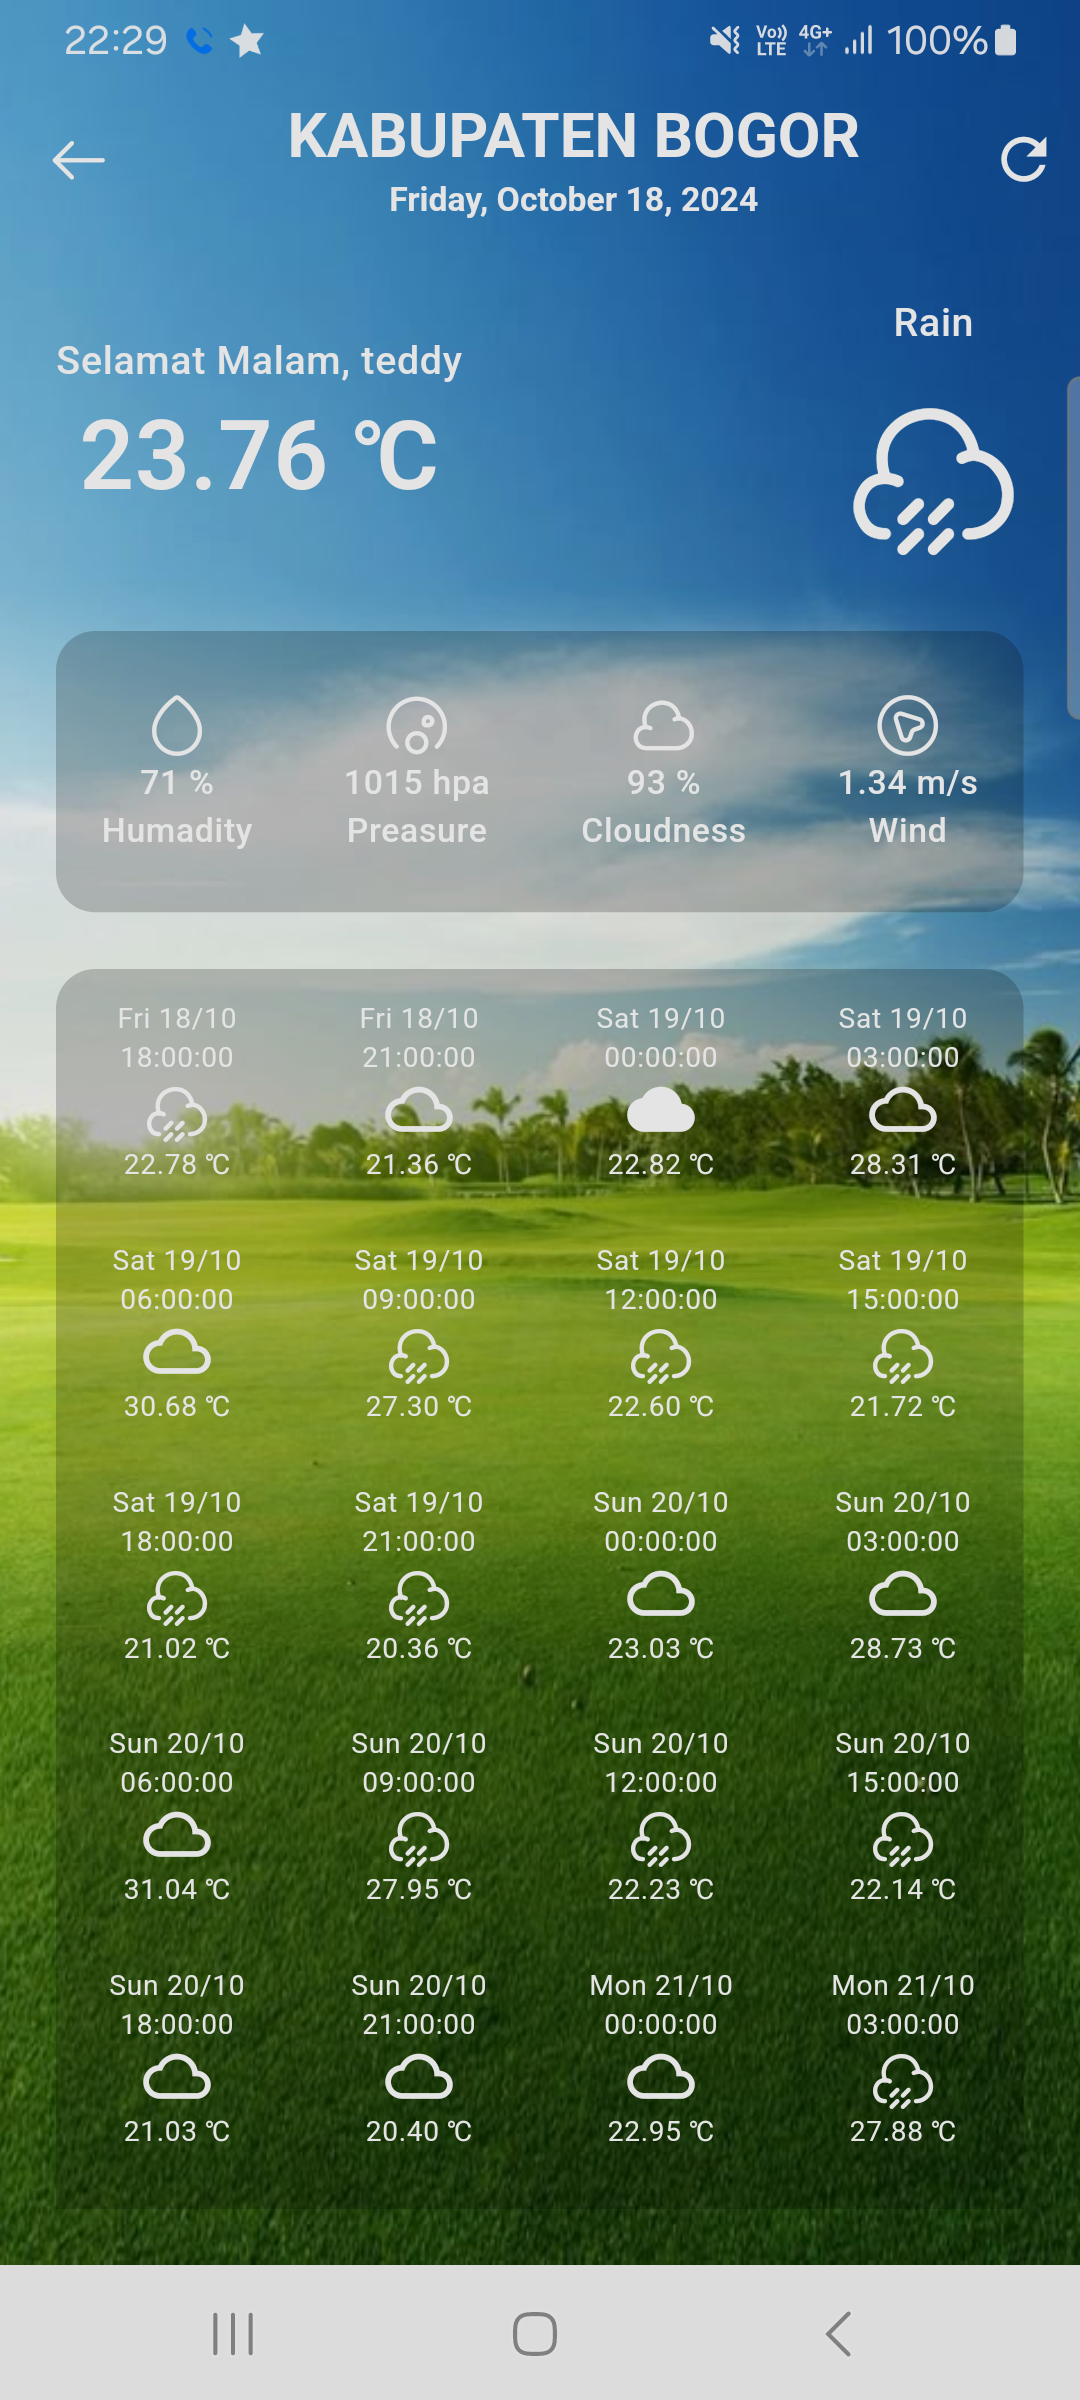 22:29
Vo)) LTE 4G+ 100%
KABUPATEN BOGOR
Friday, October 18, 2024
Rain
Selamat Malam, teddy
23.76 ℃
71 % 1015 hpa 93 % 1.34 m/s
Humadity Preasure Cloudness Wind
Fri 18/10 Fri 18/10 Sat 19/10 Sat 19/10
18:00:00 21:00:00 00:00:00 03:00:00
22.78 ℃ 21.36 ℃ 22.82 ℃ 28.31 ℃
Sat 19/10 Sat 19/10 Sat 19/10 Sat 19/10
06:00:00 09:00:00 12:00:00 15:00:00
30.68 ℃ 27.30 ℃ 22.60 ℃ 21.72 ℃
Sat 19/10 Sat 19/10 Sun 20/10 Sun 20/10
18:00:00 21:00:00 00:00:00 03:00:00
21.02 ℃ 20.36 ℃ 23.03 ℃ 28.73 ℃
Sun 20/10 Sun 20/10 Sun 20/10 Sun 20/10
06:00:00 09:00:00 12:00:00 15:00:00
31.04 ℃ 27.95 ℃ 22.23 ℃ 22.14 ℃
Sun 20/10 Sun 20/10 Mon 21/10 Mon 21/10
18:00:00 21:00:00 00:00:00 03:00:00
21.03 ℃ 20.40 ℃ 22.95 ℃ 27.88 ℃